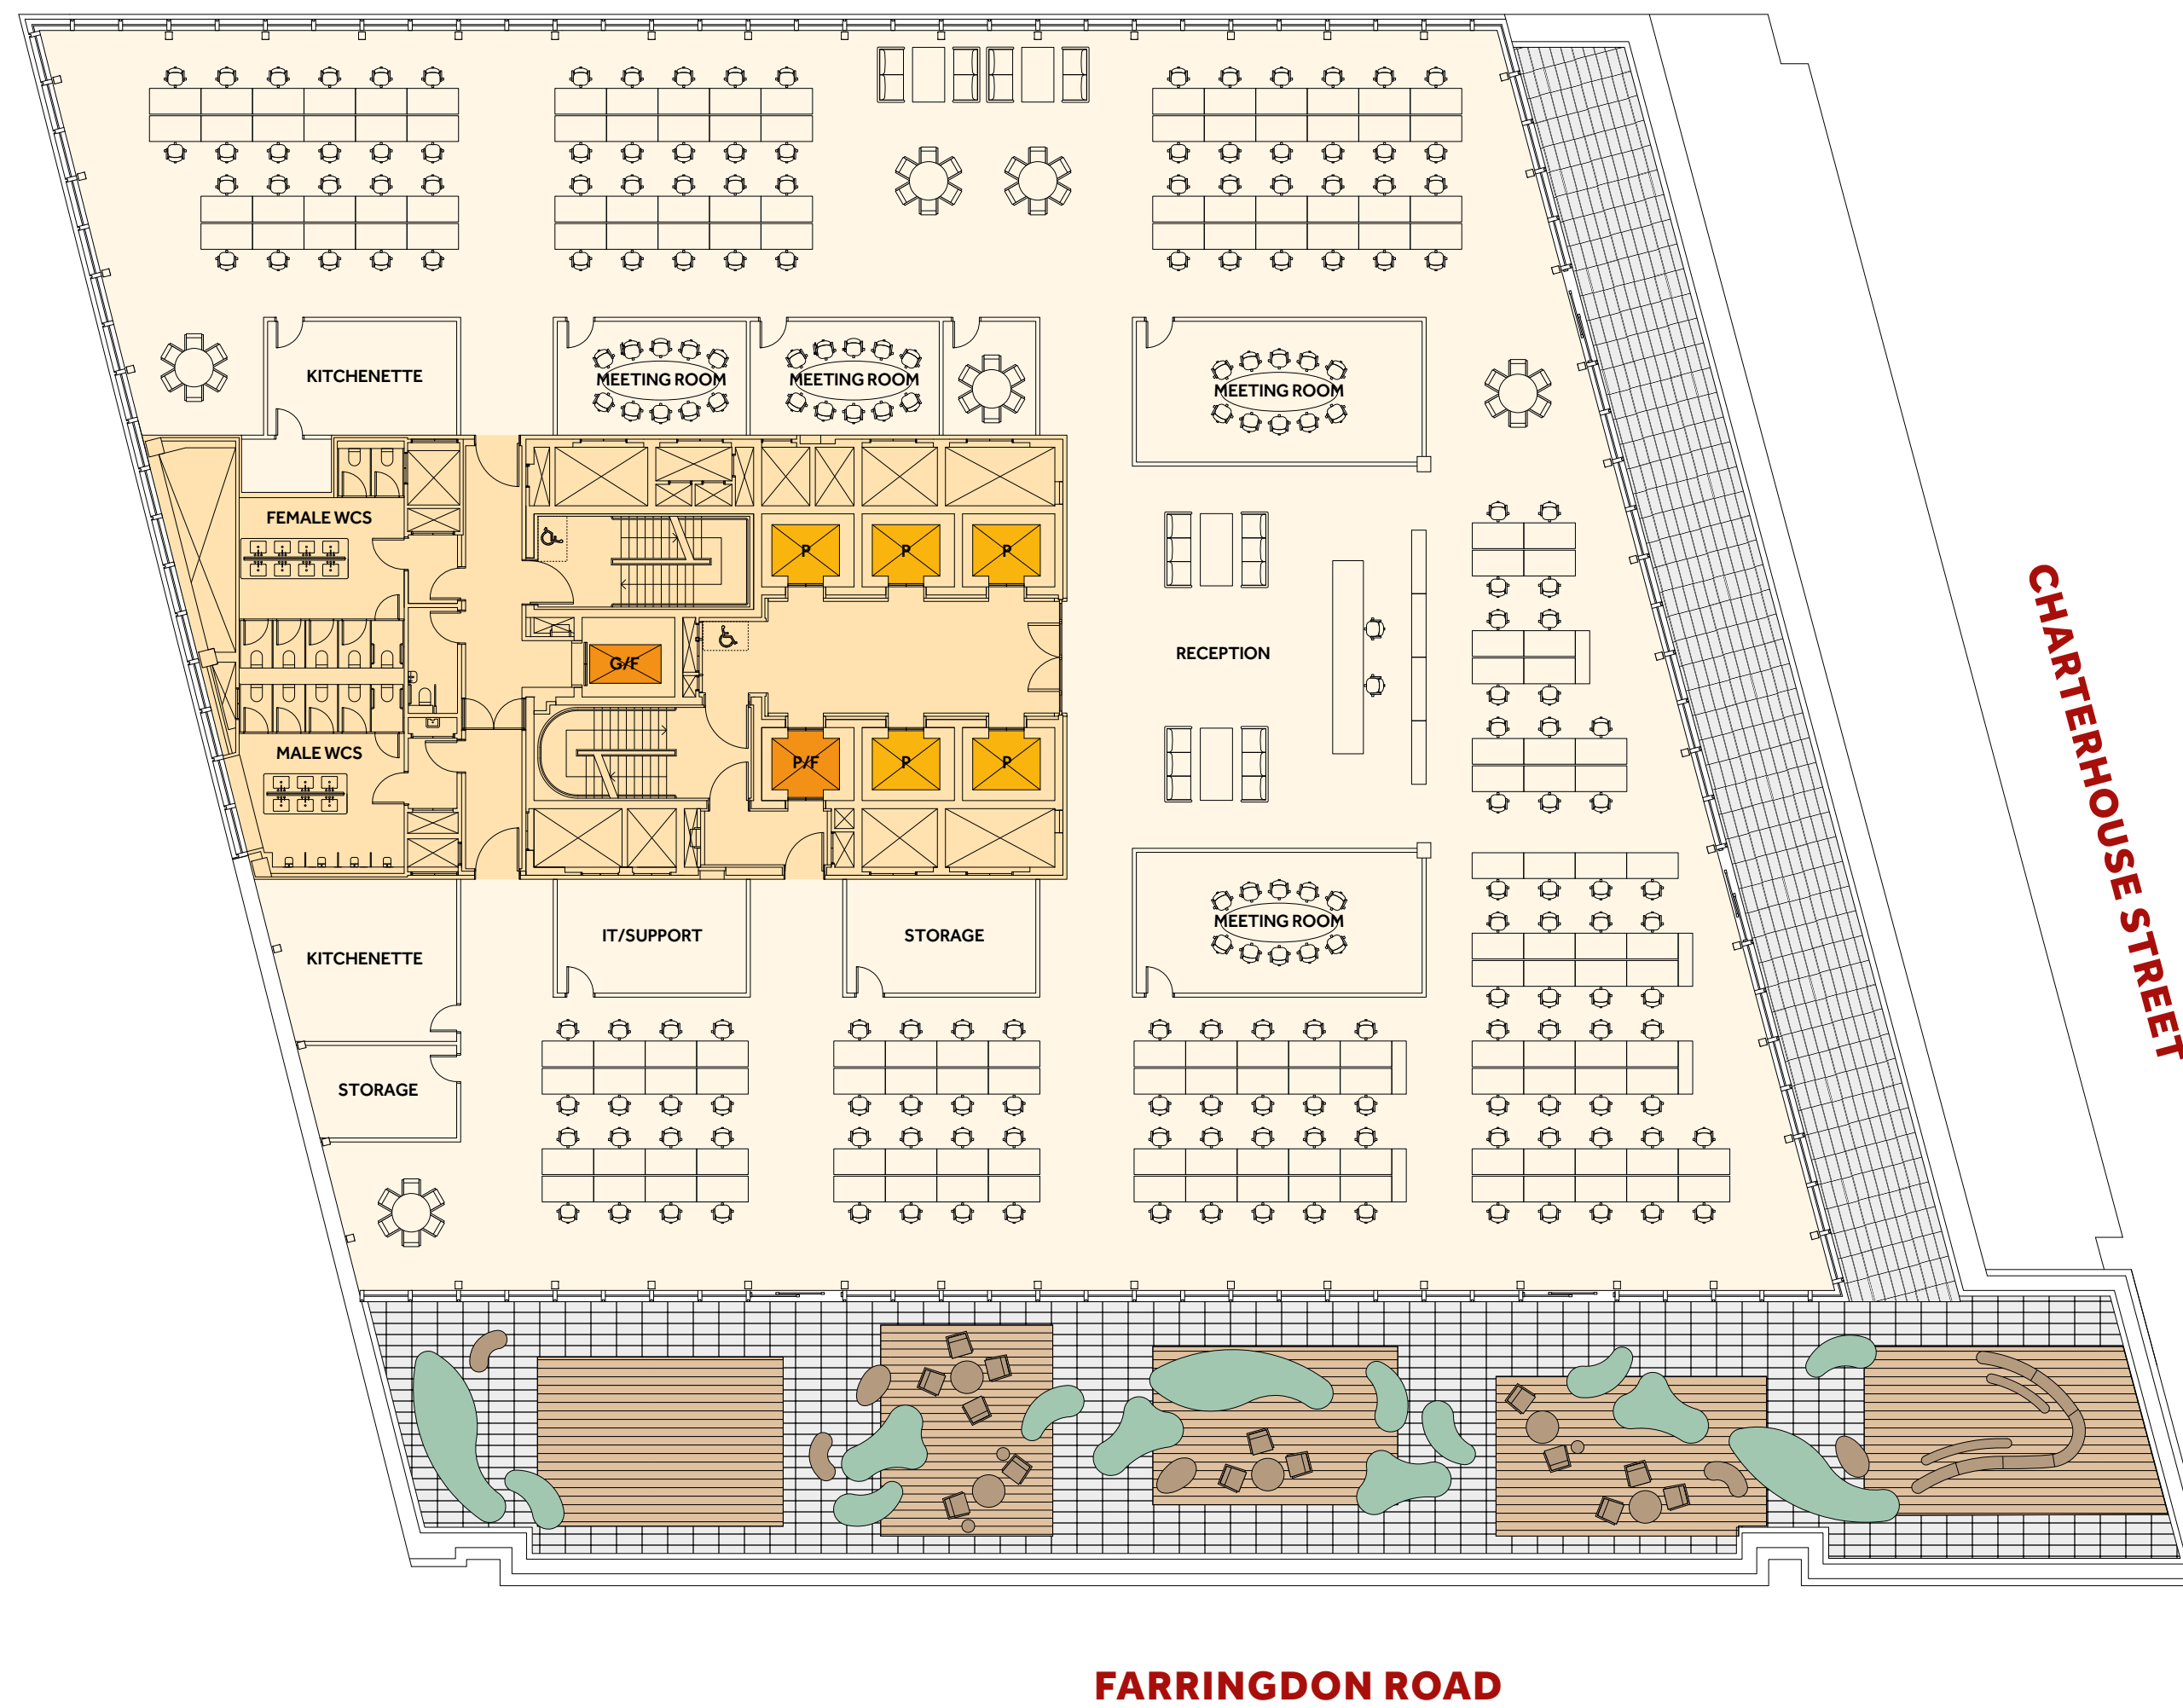 KITCHENETTE
MEETING ROOM
MEETING ROOM
MEETING ROOM
FEMALE WCS
P
P
P
G/F
RECEPTION
MALE WCS
P/F
P
P
KITCHENETTE
IT/SUPPORT
STORAGE
MEETING ROOM
STORAGE
CHARTERHOUSE STREET
FARRINGDON ROAD